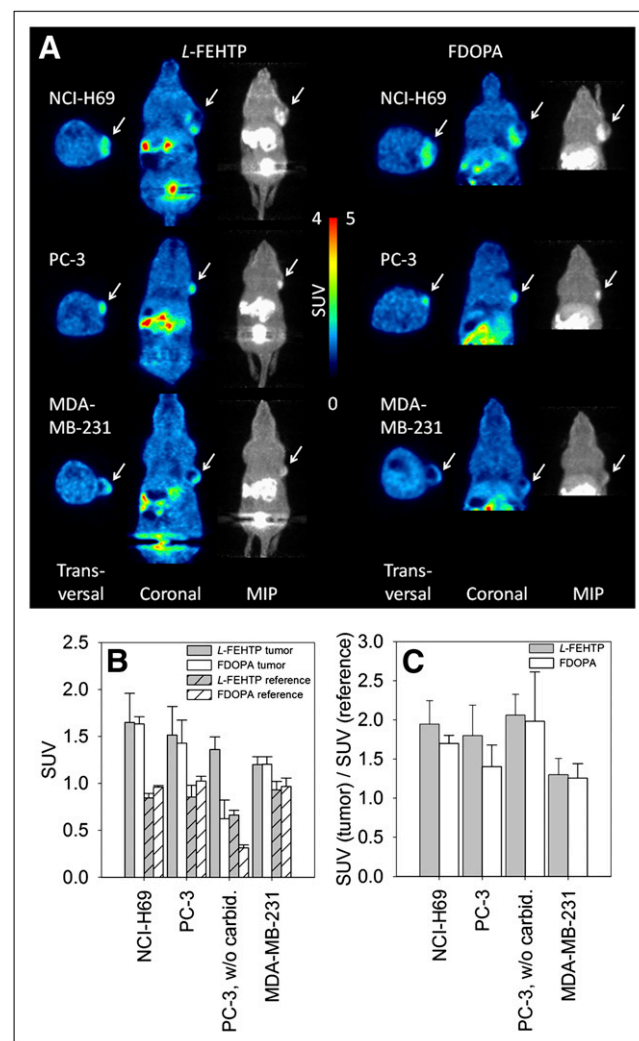 A
L-FEHTP
FDOPA
NCI-H69
NCI-H69
4
5
SUV
0
PC-3
PC-3
MDA-
MB-231
MDA-
MB-231
Trans-
versal
Coronal
MIP
Trans-
versal
Coronal
MIP
B
L-FEHTP tumor
FDOPA tumor
L-FEHTP reference
FDOPA reference
SUV
2.5
2.0
1.5
1.0
0.5
0.0
NCI-H69
PC-3
PC-3, w/o carbid.
MDA-MB-231
C
L-FEHTP
FDOPA
SUV (tumor) / SUV (reference)
3.0
2.5
2.0
1.5
1.0
0.5
0.0
NCI-H69
PC-3
PC-3, w/o carbid.
MDA-MB-231